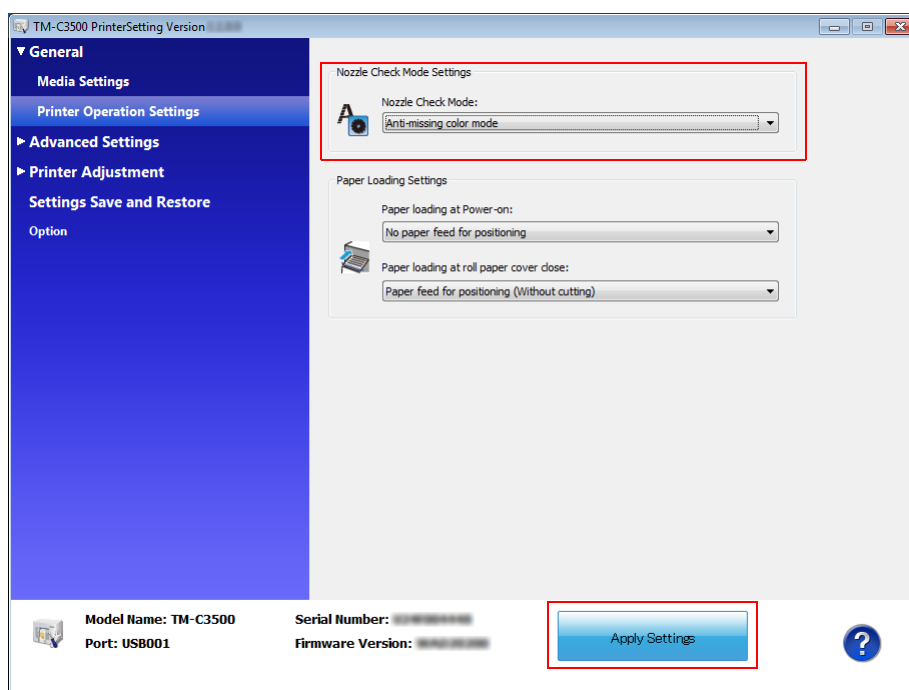 TM-C3500 PrinterSetting Version
General
Media Settings
Printer Operation Settings
Advanced Settings
Printer Adjustment
Settings Save and Restore
Option
Nozzle Check Mode Settings
Nozzle Check Mode:
Anti-missing color mode
Paper Loading Settings
Paper loading at Power-on:
No paper feed for positioning
Paper loading at roll paper cover close:
Paper feed for positioning (Without cutting)
Model Name: TM-C3500
Port: USB001
Serial Number:
Firmware Version:
Apply Settings